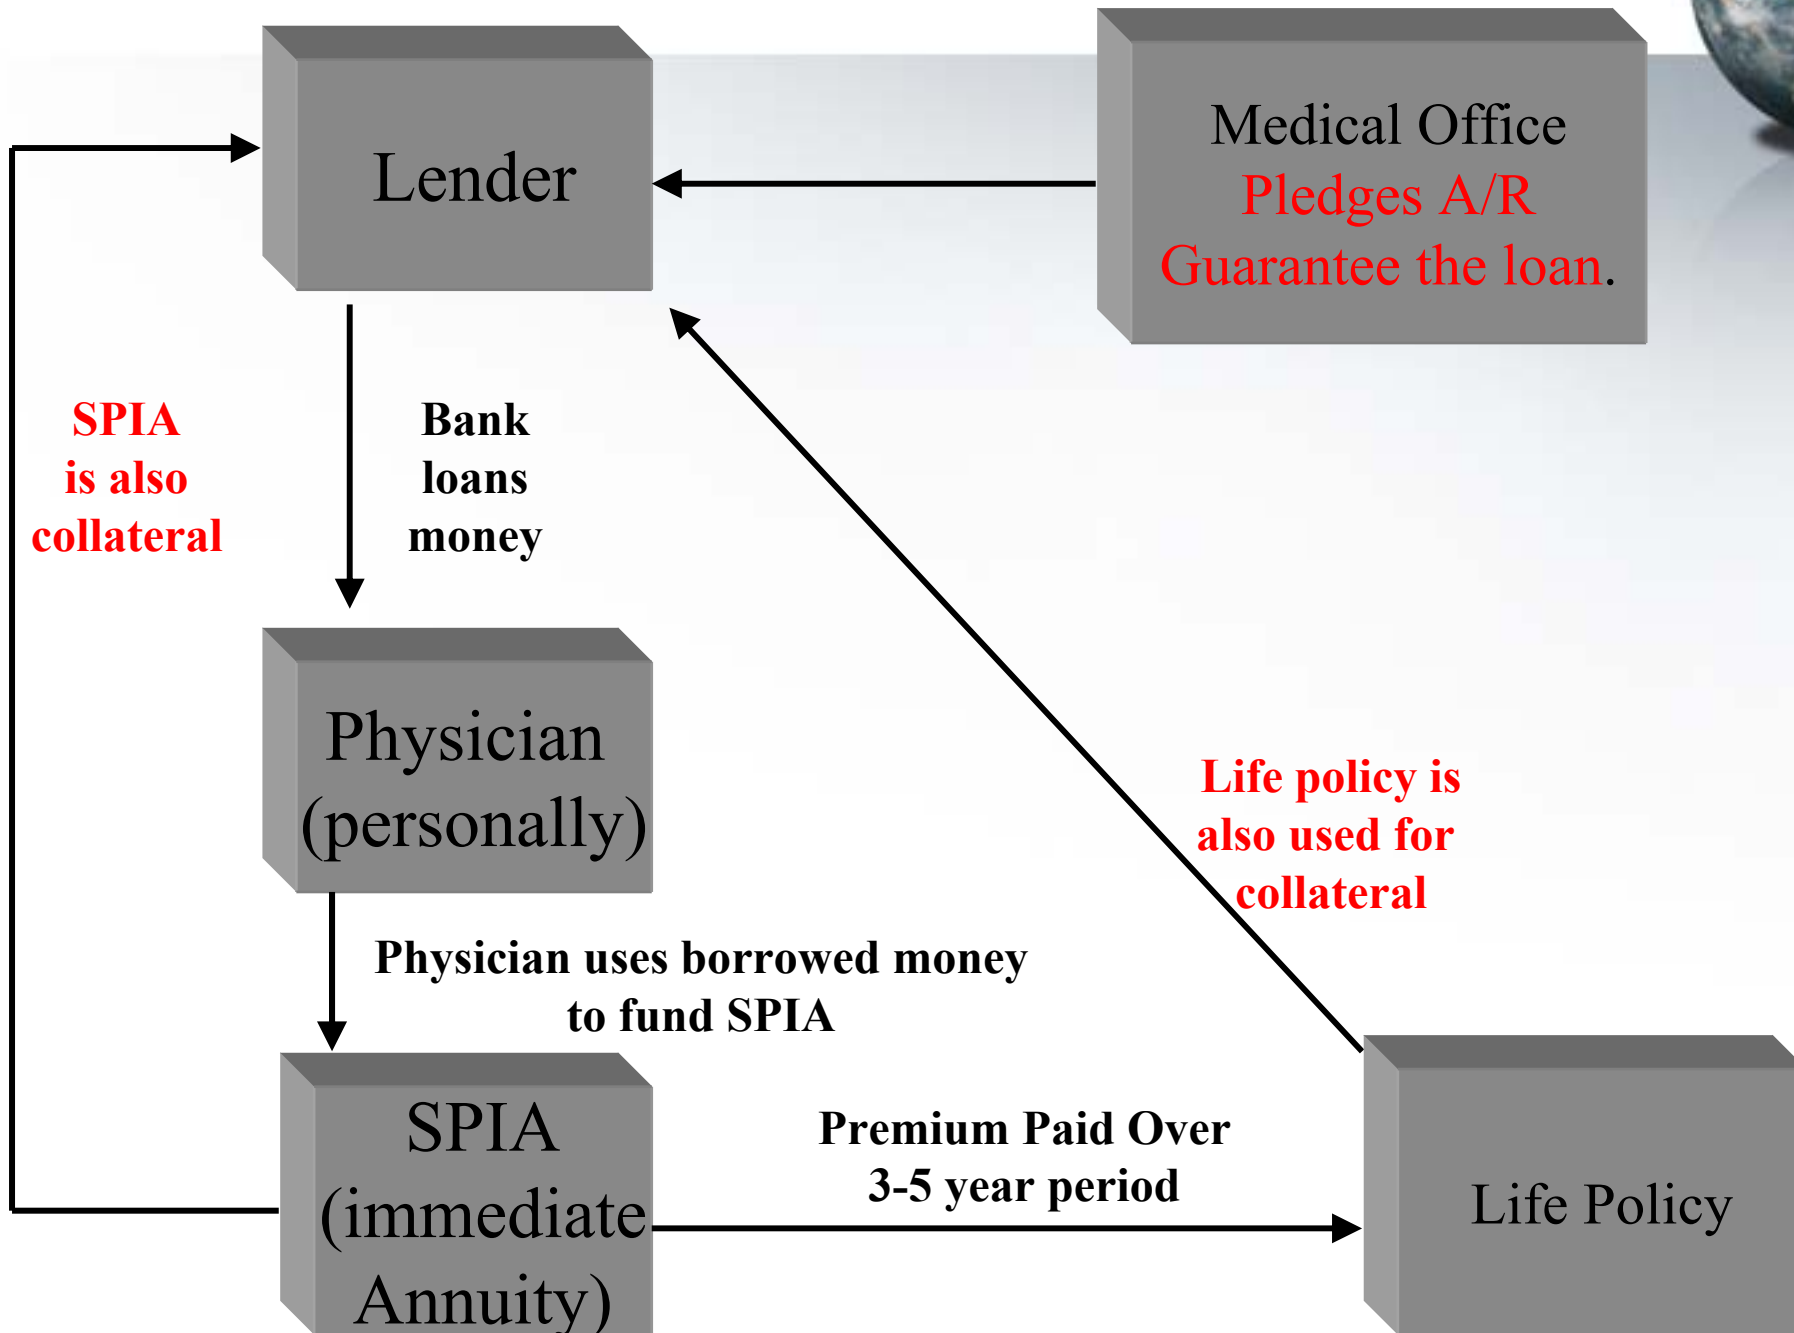 Lender
Medical Office
Pledges A/R
Guarantee the loan.
SPIA
is also
collateral
Bank
loans
money
Physician
(personally)
Life policy is
also used for
collateral
Physician uses borrowed money
to fund SPIA
SPIA
(immediate
Annuity)
Premium Paid Over
3-5 year period
Life Policy